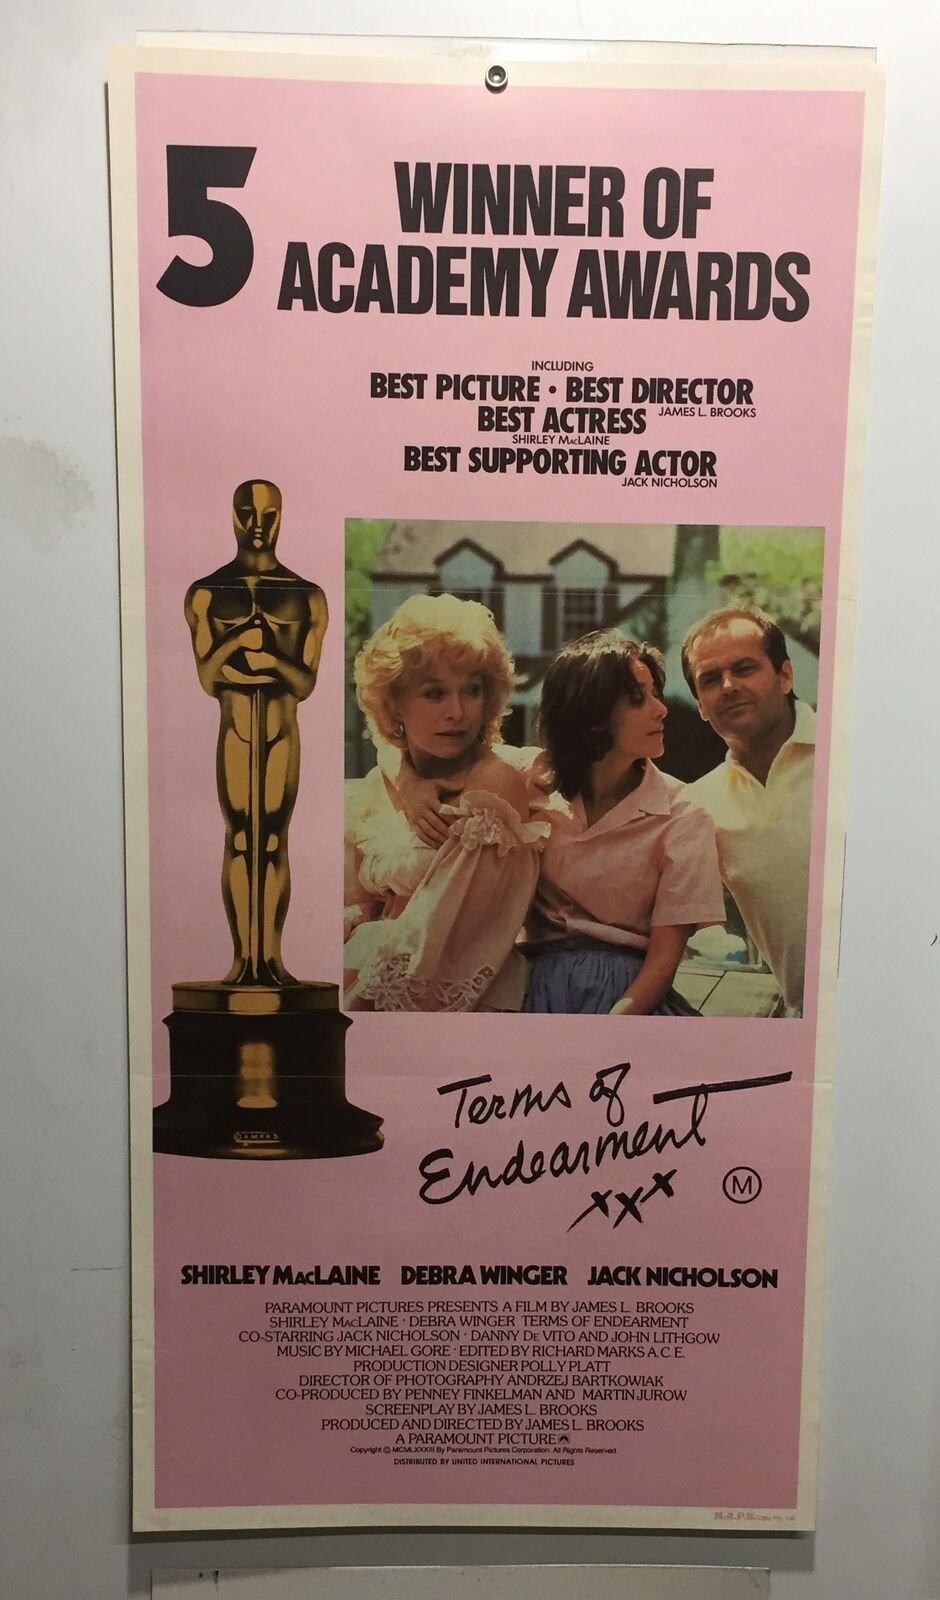 5 WINNER OF
ACADEMY AWARDS
INCLUDING
BEST PICTURE · BEST DIRECTOR
JAMES L. BROOKS
BEST ACTRESS
SHIRLEY MACLAINE
BEST SUPPORTING ACTOR
JACK NICHOLSON
© A.M.P.A.S.
Terms of
Endearment
xxx
M
SHIRLEY MACLAINE DEBRA WINGER JACK NICHOLSON
PARAMOUNT PICTURES PRESENTS A FILM BY JAMES L. BROOKS
SHIRLEY MACLAINE · DEBRA WINGER TERMS OF ENDEARMENT
CO-STARRING JACK NICHOLSON · DANNY DE VITO AND JOHN LITHGOW
MUSIC BY MICHAEL GORE · EDITED BY RICHARD MARKS A.C.E.
PRODUCTION DESIGNER POLLY PLATT
DIRECTOR OF PHOTOGRAPHY ANDRZEJ BARTKOWIAK
CO-PRODUCED BY PENNEY FINKELMAN AND MARTIN JUROW
SCREENPLAY BY JAMES L. BROOKS
PRODUCED AND DIRECTED BY JAMES L. BROOKS
A PARAMOUNT PICTURE
Copyright © MCMLXXXIII By Paramount Pictures Corporation. All Rights Reserved.
DISTRIBUTED BY UNITED INTERNATIONAL PICTURES
M.A.P.S. Litho Pty. Ltd.